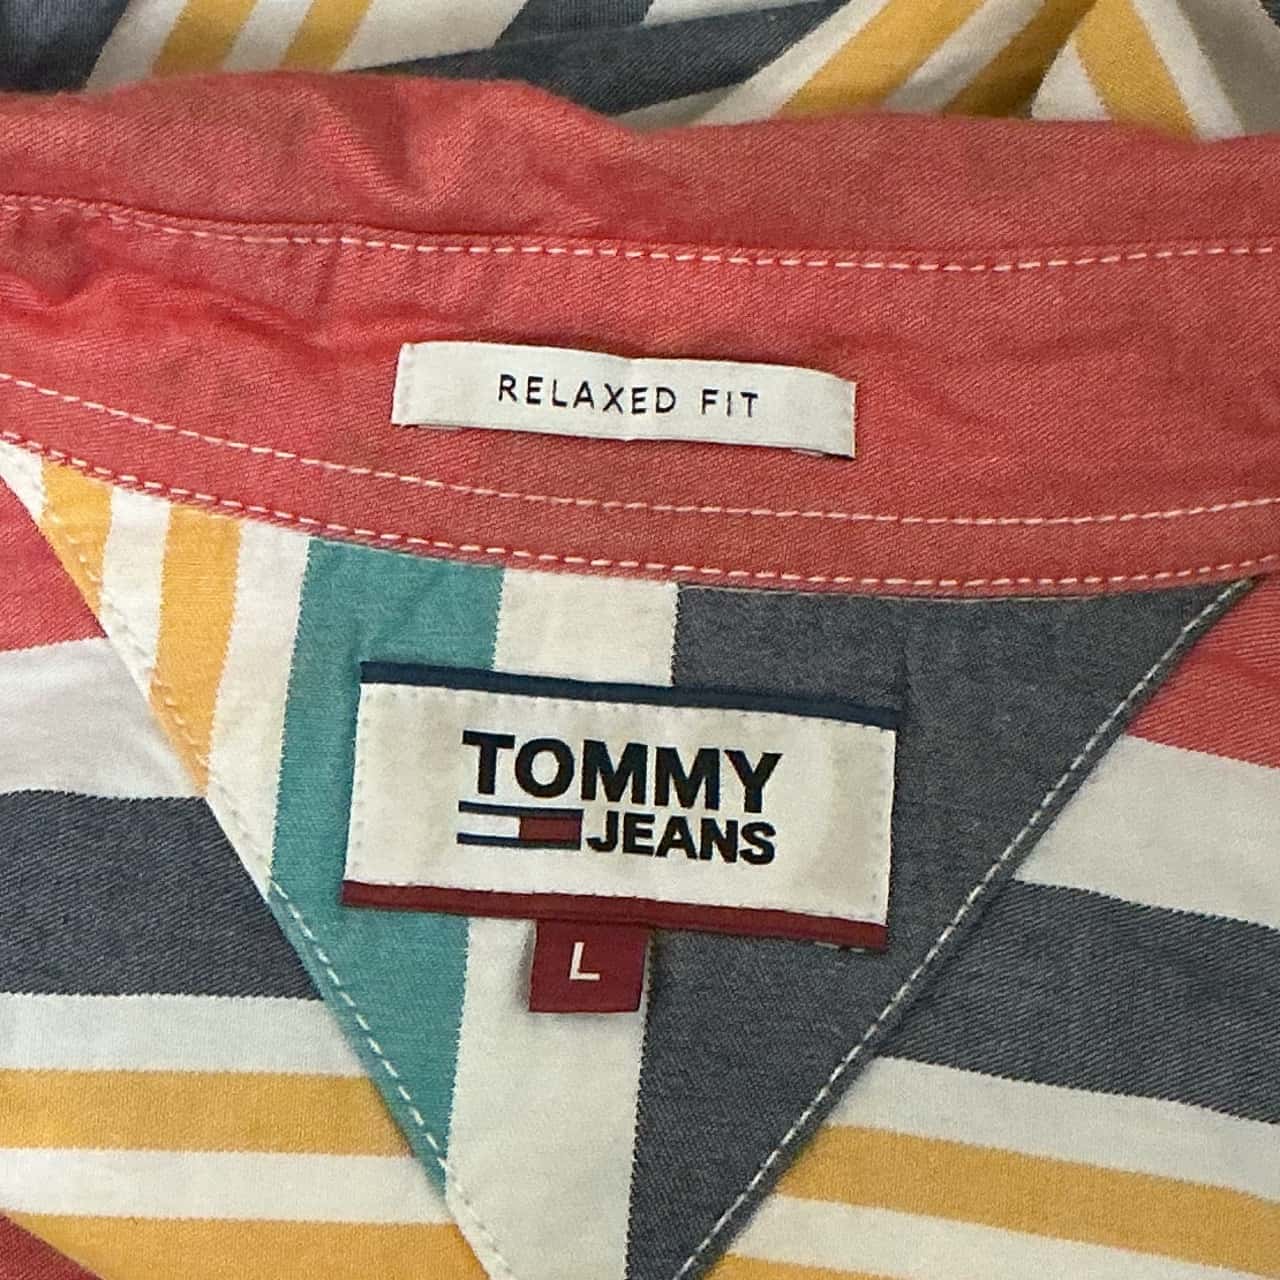 RELAXED FIT
TOMMY
JEANS
L